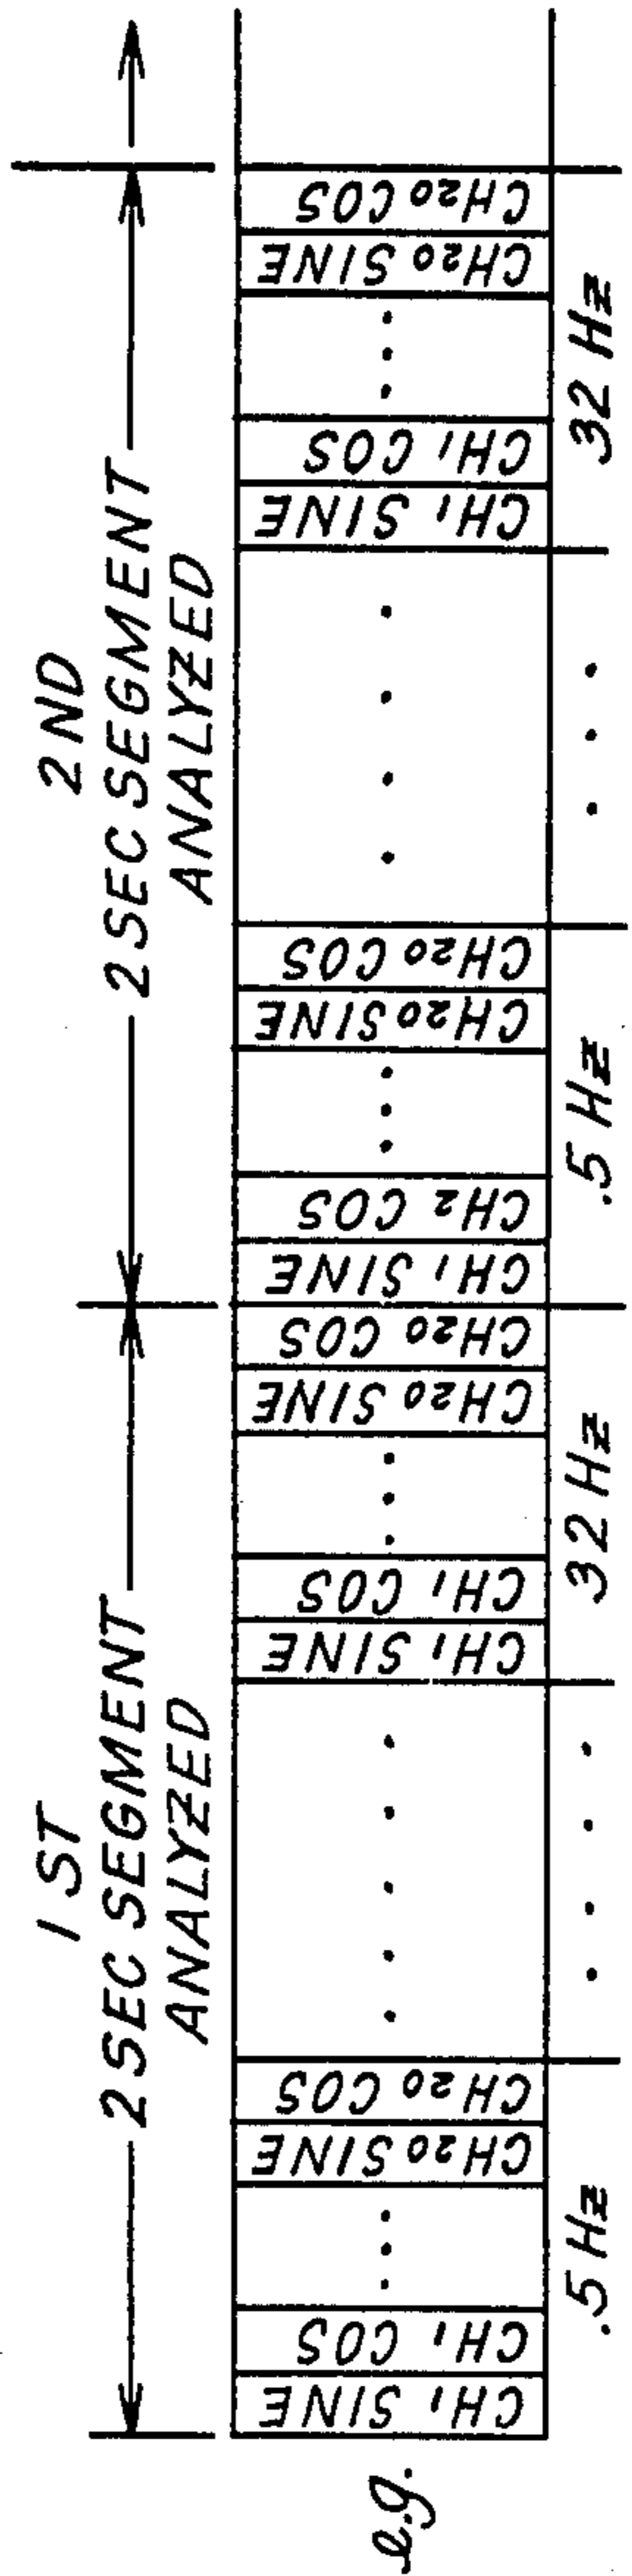 1ST
2 SEC SEGMENT
ANALYZED
2ND
2 SEC SEGMENT
ANALYZED
e.g.
CH1 SINE
CH1 COS
CH20 SINE
CH20 COS
CH1 SINE
CH1 COS
CH20 SINE
CH20 COS
CH1 SINE
CH2 COS
CH20 SINE
CH20 COS
CH1 SINE
CH1 COS
CH20 SINE
CH20 COS
.5 Hz
32 Hz
.5 Hz
32 Hz